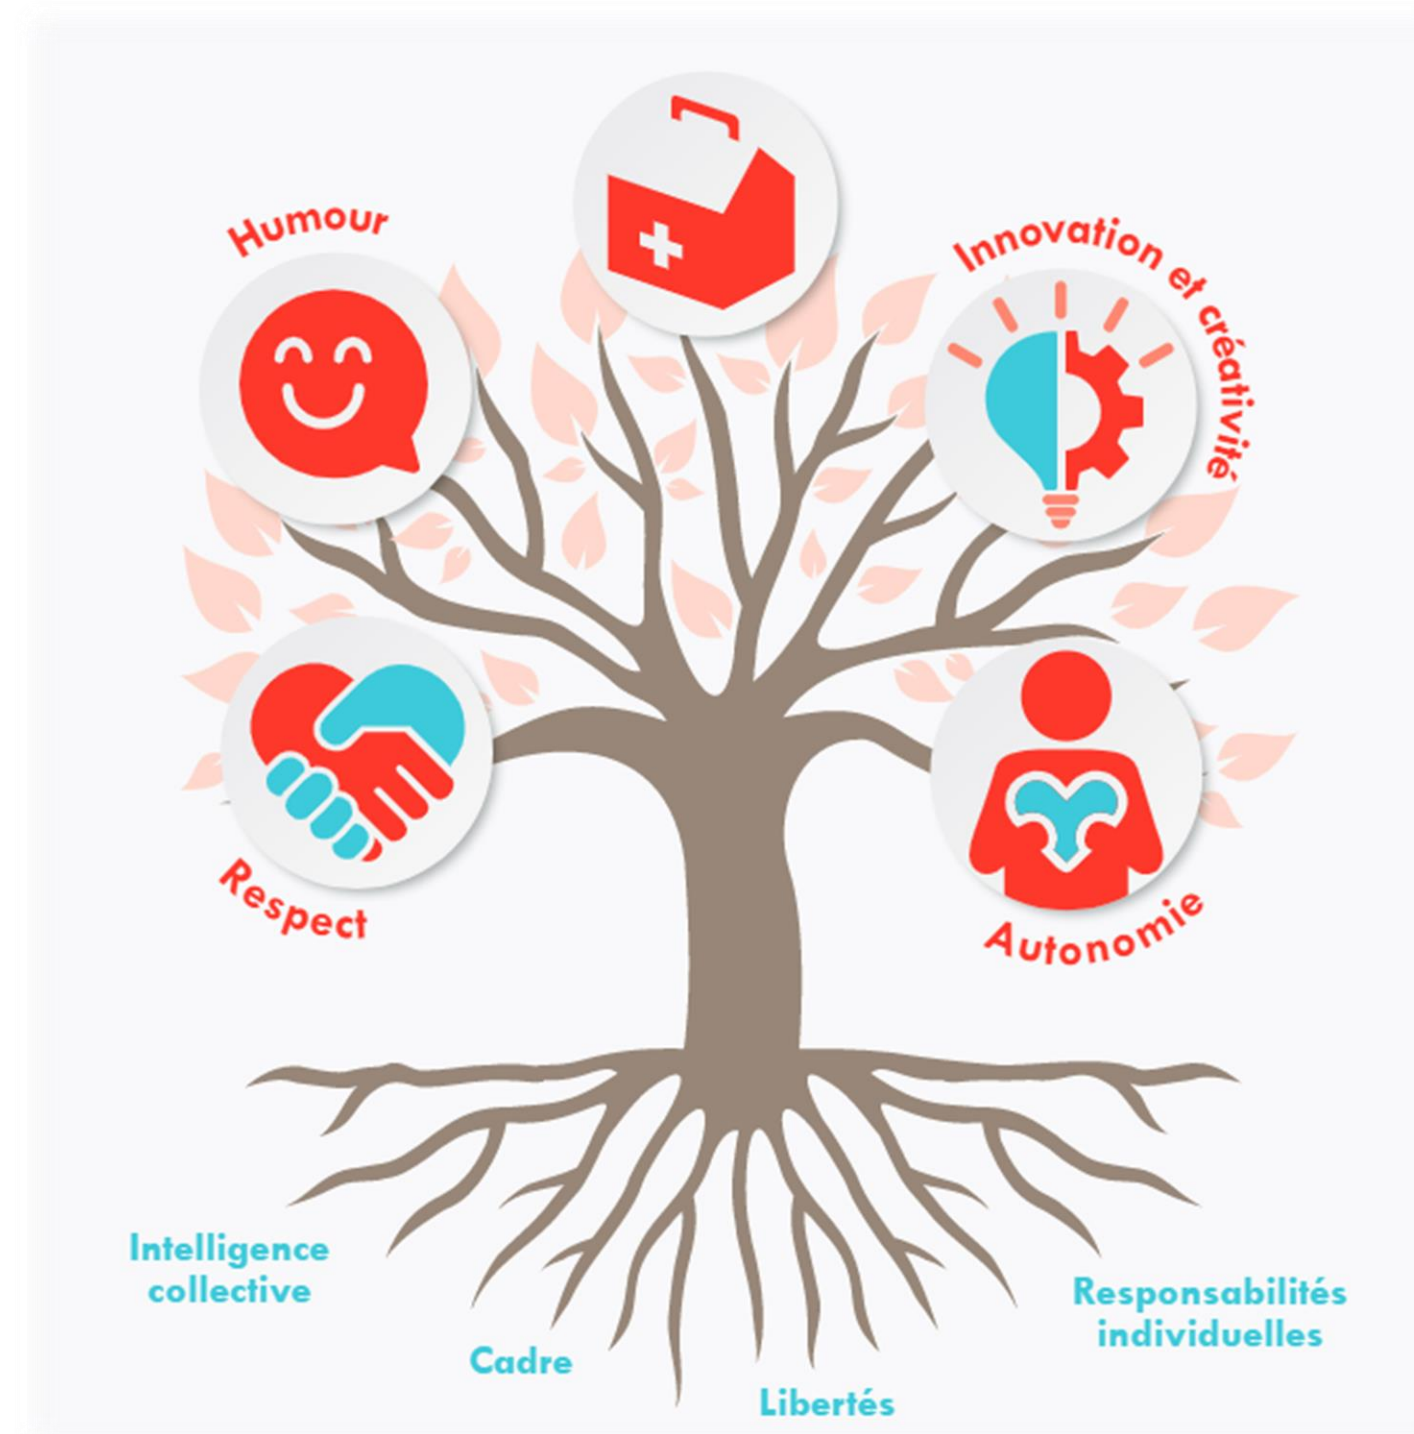 Humour
Innovation et créativité
Respect
Autonomie
Intelligence
collective
Cadre
Libertés
Responsabilités
individuelles